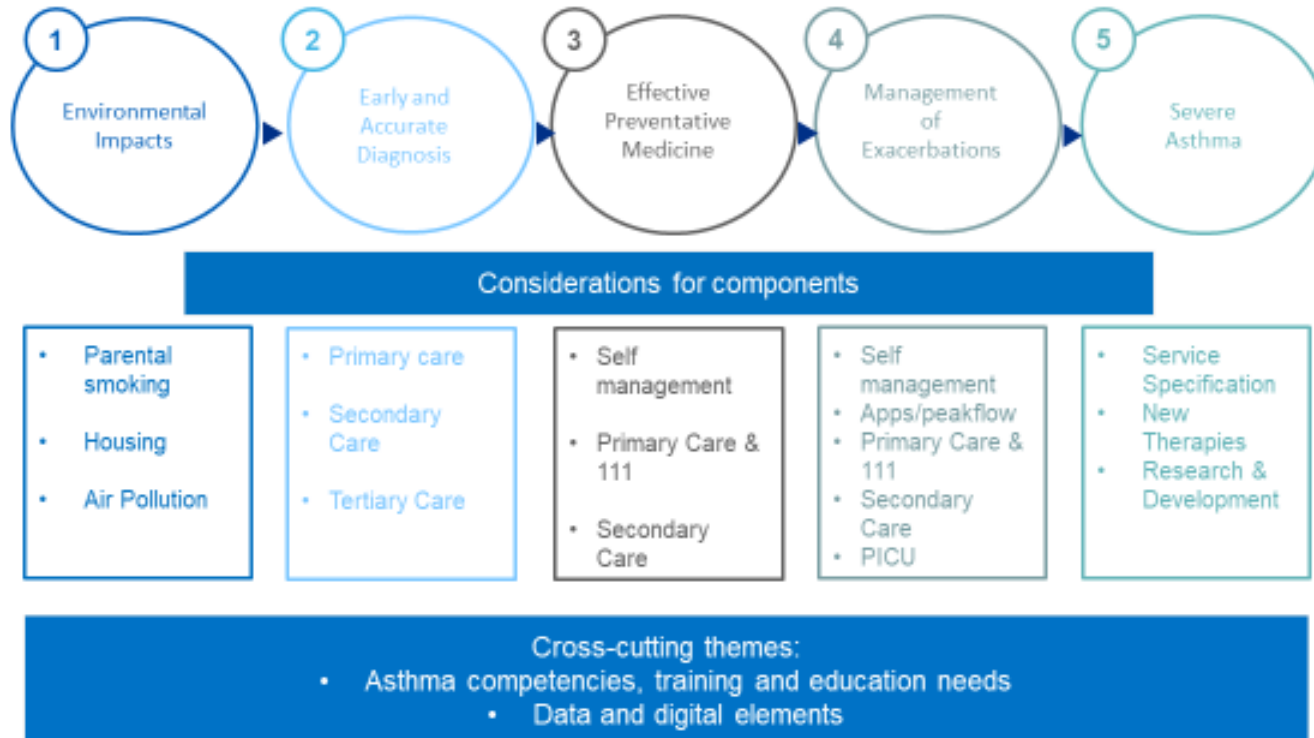 1
Environmental
Impacts
2
Early and
Accurate
Diagnosis
3
Effective
Preventative
Medicine
4
Management
of
Exacerbations
5
Severe
Asthma
Considerations for components
• Parental
smoking
• Housing
• Air Pollution
• Primary care
• Secondary
Care
• Tertiary Care
• Self
management
• Primary Care &
111
• Secondary
Care
• Self
management
• Apps/peakflow
• Primary Care &
111
• Secondary
Care
• PICU
• Service
Specification
• New
Therapies
• Research &
Development
Cross-cutting themes:
• Asthma competencies, training and education needs
• Data and digital elements